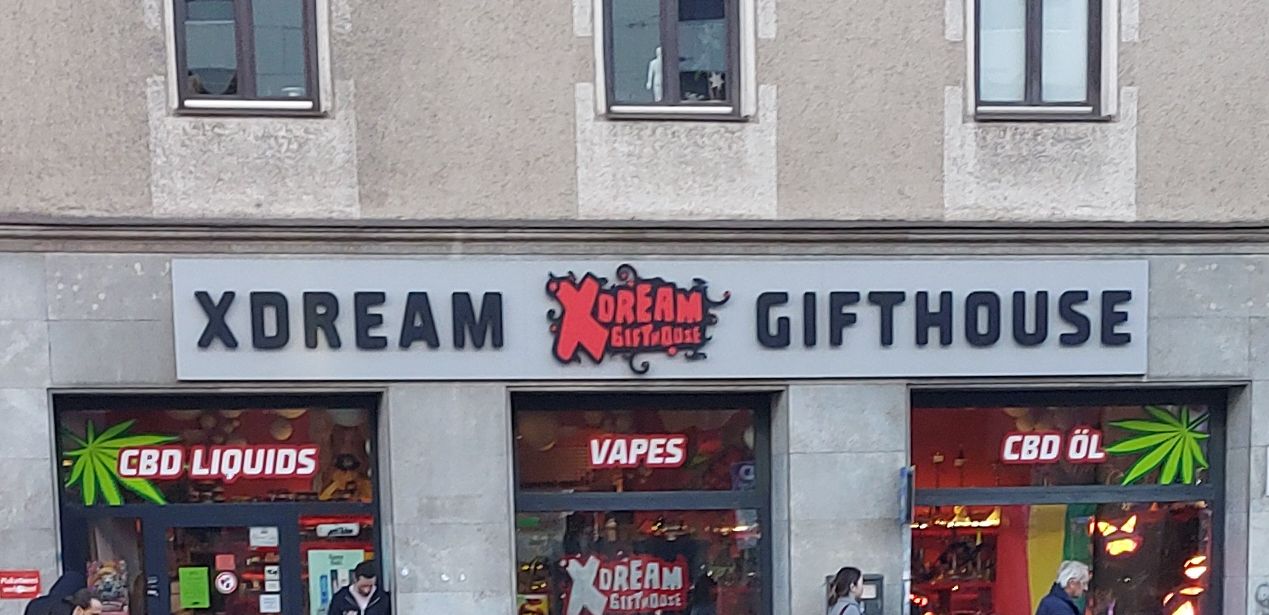 XDREAM
XDREAM
GIFTHOUSE
GIFTHOUSE
CBD LIQUIDS
VAPES
CBD ÖL
XDREAM
GIFTHOUSE